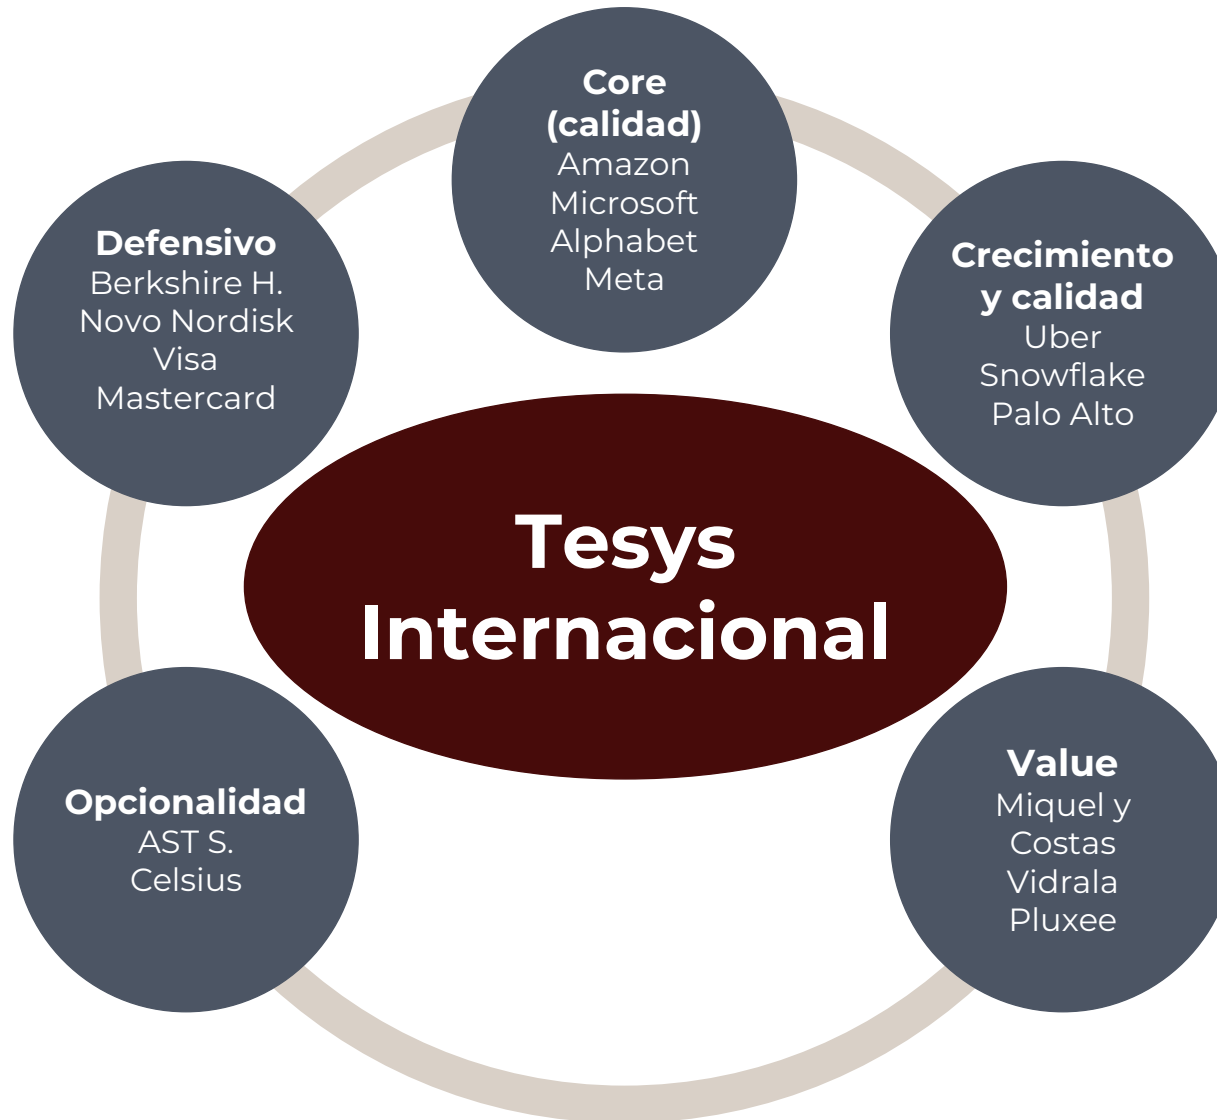 Core
(calidad)
Amazon
Microsoft
Alphabet
Meta
Defensivo
Berkshire H.
Novo Nordisk
Visa
Mastercard
Crecimiento
y calidad
Uber
Snowflake
Palo Alto
Tesys
Internacional
Opcionalidad
AST S.
Celsius
Value
Miquel y
Costas
Vidrala
Pluxee